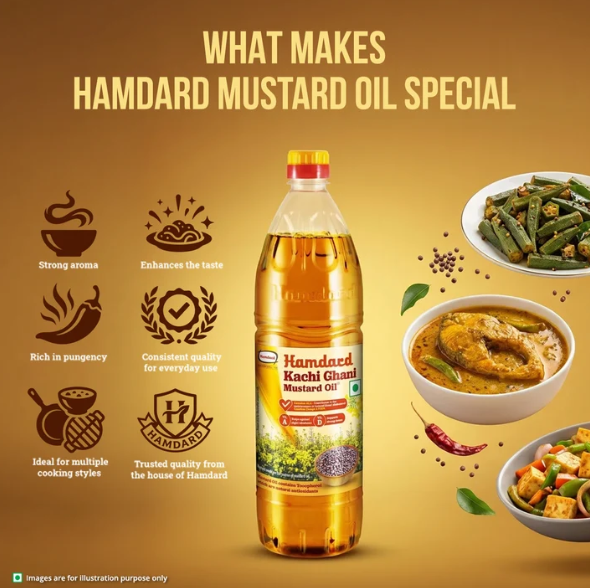 WHAT MAKES
HAMDARD MUSTARD OIL SPECIAL
Strong aroma
Enhances the taste
Rich in pungency
Consistent quality
for everyday use
H
HAMDARD
Ideal for multiple
cooking styles
Trusted quality from
the house of Hamdard
Hamdard
Hamdard
Kachi Ghani
Mustard Oil
A
D
Images are for illustration purpose only